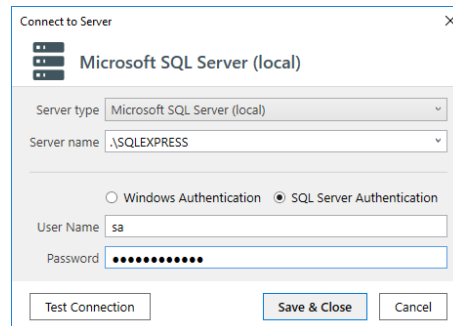 Connect to Server
Microsoft SQL Server (local)
Server type Microsoft SQL Server (local)
Server name .\SQLEXPRESS
Windows Authentication SQL Server Authentication
User Name sa
Password ●●●●●●●●●●●●
Test Connection Save & Close Cancel